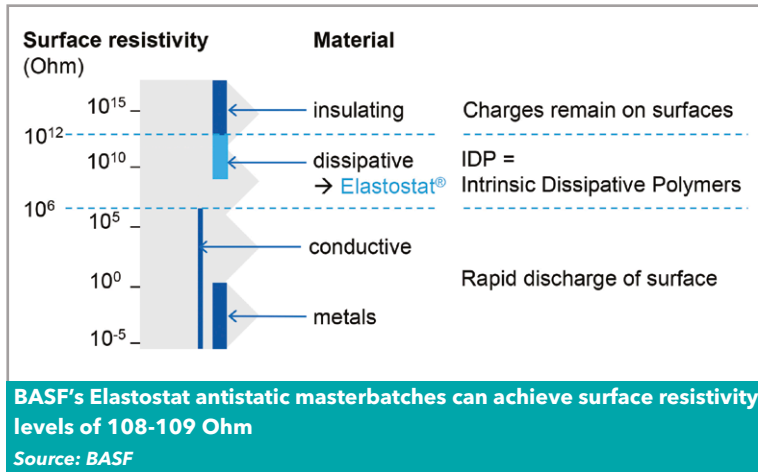 Surface resistivity Material
(Ohm)
10¹⁵ insulating Charges remain on surfaces
10¹²
10¹⁰ dissipative IDP =
→ Elastostat® Intrinsic Dissipative Polymers
10⁶
10⁵
conductive
10⁰ Rapid discharge of surface
metals
10⁻⁵
BASF’s Elastostat antistatic masterbatches can achieve surface resistivity
levels of 108-109 Ohm
Source: BASF